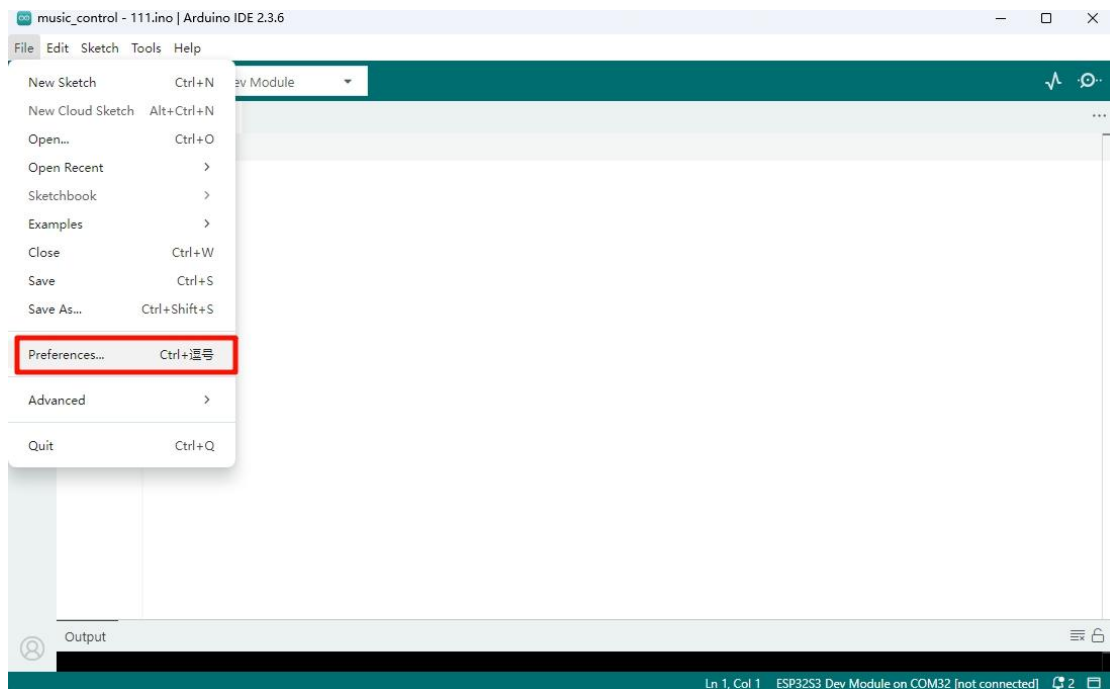 music_control - 111.ino | Arduino IDE 2.3.6
File Edit Sketch Tools Help
New Sketch Ctrl+N
ev Module
New Cloud Sketch Alt+Ctrl+N
Open... Ctrl+O
Open Recent
Sketchbook
Examples
Close Ctrl+W
Save Ctrl+S
Save As... Ctrl+Shift+S
Preferences... Ctrl+逗号
Advanced
Quit Ctrl+Q
Output
Ln 1, Col 1 ESP32S3 Dev Module on COM32 [not connected] 2